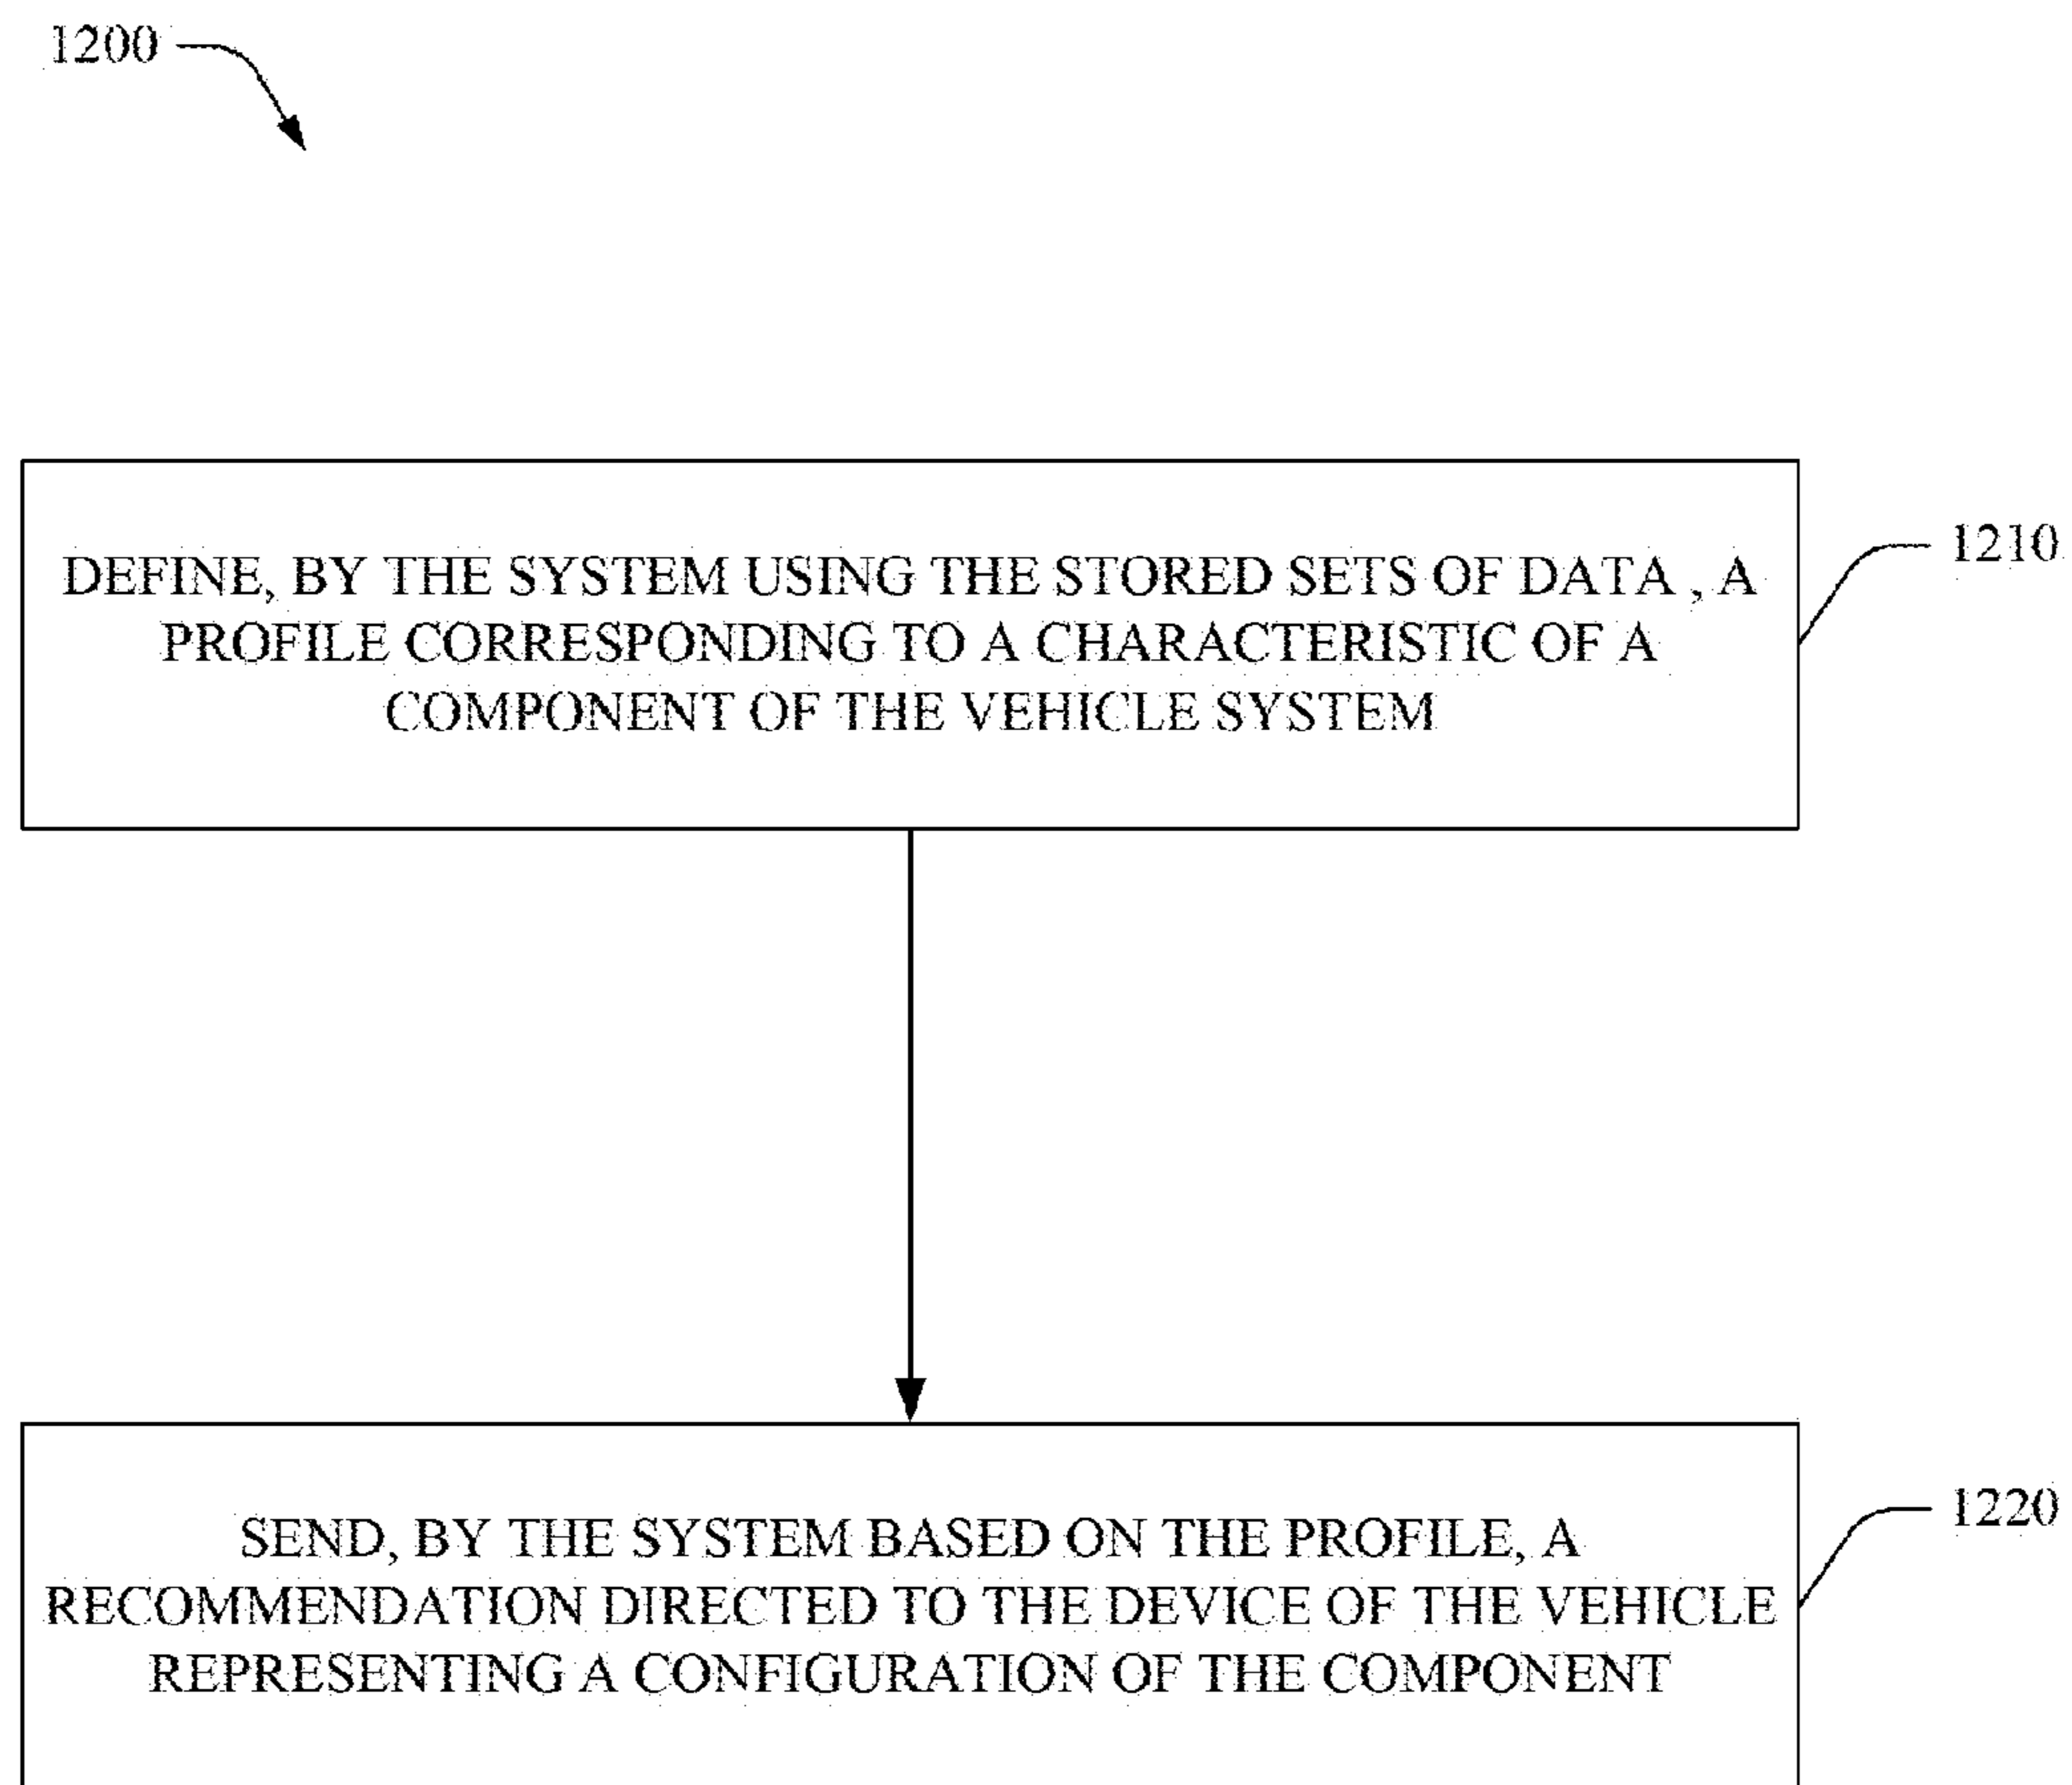 1200
DEFINE, BY THE SYSTEM USING THE STORED SETS OF DATA , A
PROFILE CORRESPONDING TO A CHARACTERISTIC OF A
COMPONENT OF THE VEHICLE SYSTEM
1210
SEND, BY THE SYSTEM BASED ON THE PROFILE, A
RECOMMENDATION DIRECTED TO THE DEVICE OF THE VEHICLE
REPRESENTING A CONFIGURATION OF THE COMPONENT
1220